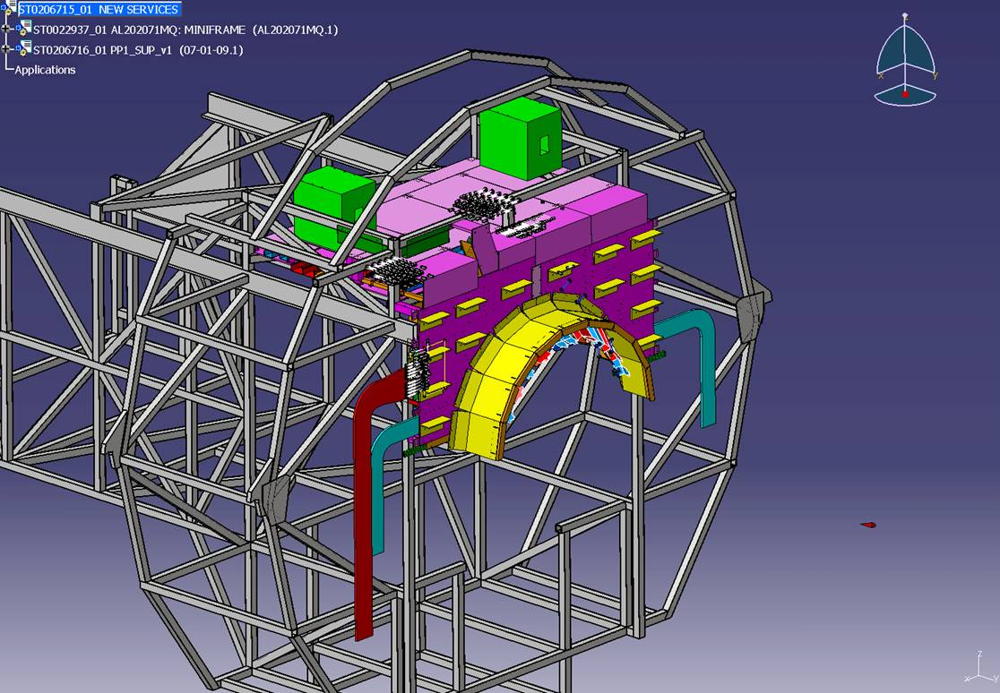 ST0206715_01 NEW SERVICES
ST0022937_01 AL202071MQ: MINIFRAME (AL202071MQ.1)
ST0206716_01 PP1_SUP_v1 (07-01-09.1)
Applications
z
x Y
Z
X Y